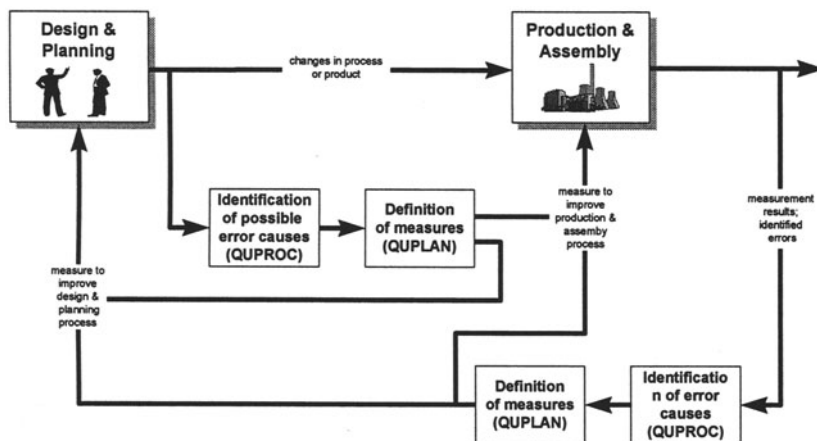 Design &
Planning
Production &
Assembly
changes in process
or product
Identification
of possible
error causes
(QUPROC)
Definition
of measures
(QUPLAN)
measure to
improve
production &
assemby
process
measurement
results;
identified
errors
measure to
improve
design &
planning
process
Definition
of measures
(QUPLAN)
Identificatio
n of error
causes
(QUPROC)